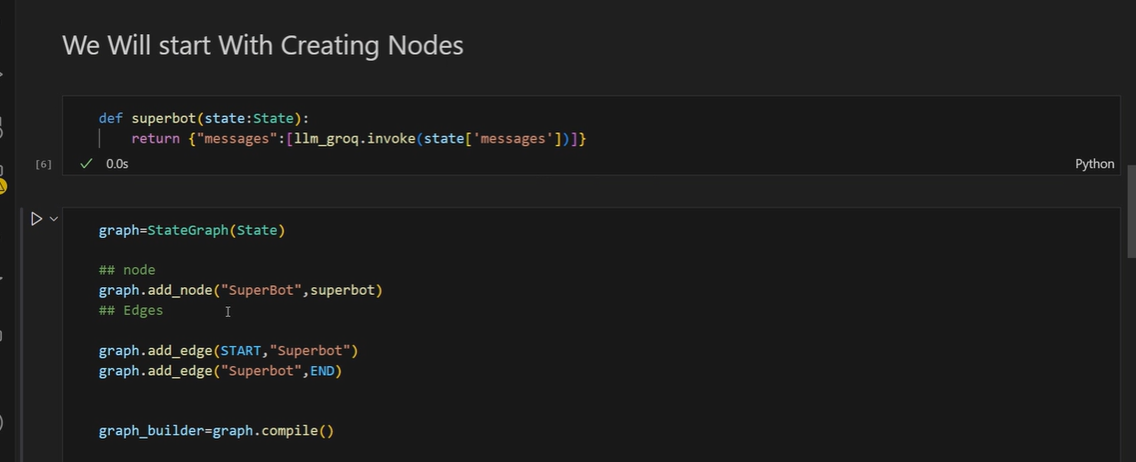 We Will start With Creating Nodes
def superbot(state:State):
return {"messages":[llm_groq.invoke(state['messages'])]}
[6]
0.0s
Python
graph=StateGraph(State)
## node
graph.add_node("SuperBot",superbot)
## Edges
graph.add_edge(START,"Superbot")
graph.add_edge("Superbot",END)
graph_builder=graph.compile()